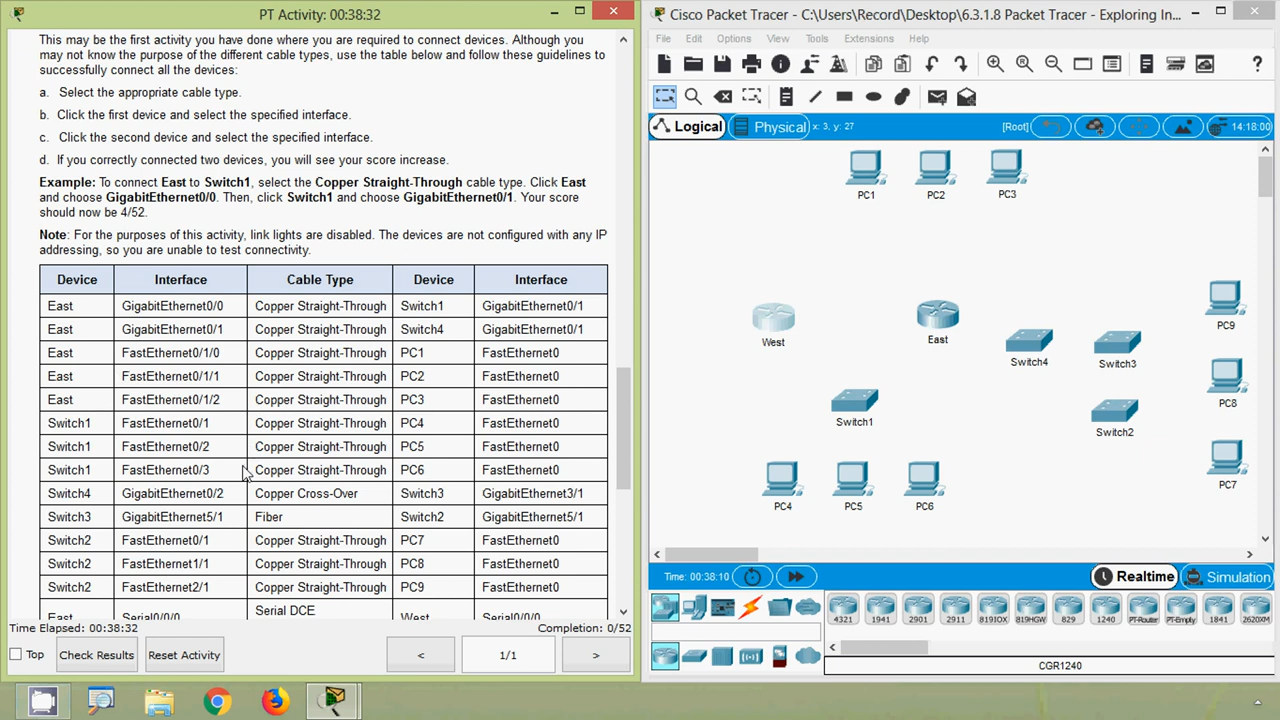 PT Activity: 00:38:32
This may be the first activity you have done where you are required to connect devices. Although you
may not know the purpose of the different cable types, use the table below and follow these guidelines to
successfully connect all the devices:
a. Select the appropriate cable type.
b. Click the first device and select the specified interface.
c. Click the second device and select the specified interface.
d. If you correctly connected two devices, you will see your score increase.
Example: To connect East to Switch1, select the Copper Straight-Through cable type. Click East
and choose GigabitEthernet0/0. Then, click Switch1 and choose GigabitEthernet0/1. Your score
should now be 4/52.
Note: For the purposes of this activity, link lights are disabled. The devices are not configured with any IP
addressing, so you are unable to test connectivity.
Device Interface Cable Type Device Interface
East GigabitEthernet0/0 Copper Straight-Through Switch1 GigabitEthernet0/1
East GigabitEthernet0/1 Copper Straight-Through Switch4 GigabitEthernet0/1
East FastEthernet0/1/0 Copper Straight-Through PC1 FastEthernet0
East FastEthernet0/1/1 Copper Straight-Through PC2 FastEthernet0
East FastEthernet0/1/2 Copper Straight-Through PC3 FastEthernet0
Switch1 FastEthernet0/1 Copper Straight-Through PC4 FastEthernet0
Switch1 FastEthernet0/2 Copper Straight-Through PC5 FastEthernet0
Switch1 FastEthernet0/3 Copper Straight-Through PC6 FastEthernet0
Switch4 GigabitEthernet0/2 Copper Cross-Over Switch3 GigabitEthernet3/1
Switch3 GigabitEthernet5/1 Fiber Switch2 GigabitEthernet5/1
Switch2 FastEthernet0/1 Copper Straight-Through PC7 FastEthernet0
Switch2 FastEthernet1/1 Copper Straight-Through PC8 FastEthernet0
Switch2 FastEthernet2/1 Copper Straight-Through PC9 FastEthernet0
East Serial0/0/0 Serial DCE West Serial0/0/0
Time Elapsed: 00:38:32 Completion: 0/52
Top Check Results Reset Activity < 1/1 >
Cisco Packet Tracer - C:\Users\Record\Desktop\6.3.1.8 Packet Tracer - Exploring In...
File Edit Options View Tools Extensions Help
Logical Physical x: 3, y: 27 [Root] 14:18:00
PC1 PC2 PC3
PC9
West East
Switch4 Switch3
PC8
Switch1 Switch2
PC7
PC4 PC5 PC6
Time: 00:38:10 Realtime Simulation
4321 1941 2901 2911 819IOX 819HGW 829 1240 PT-Router PT-Empty 1841 2620XM
CGR1240